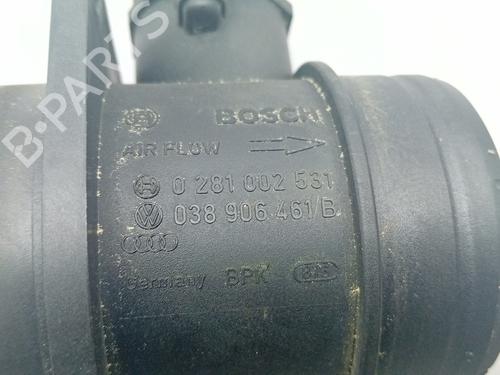 B-PARTS
BOSCH
AIR FLOW
0 281 002 531
038 906 461/B
Germany BPK